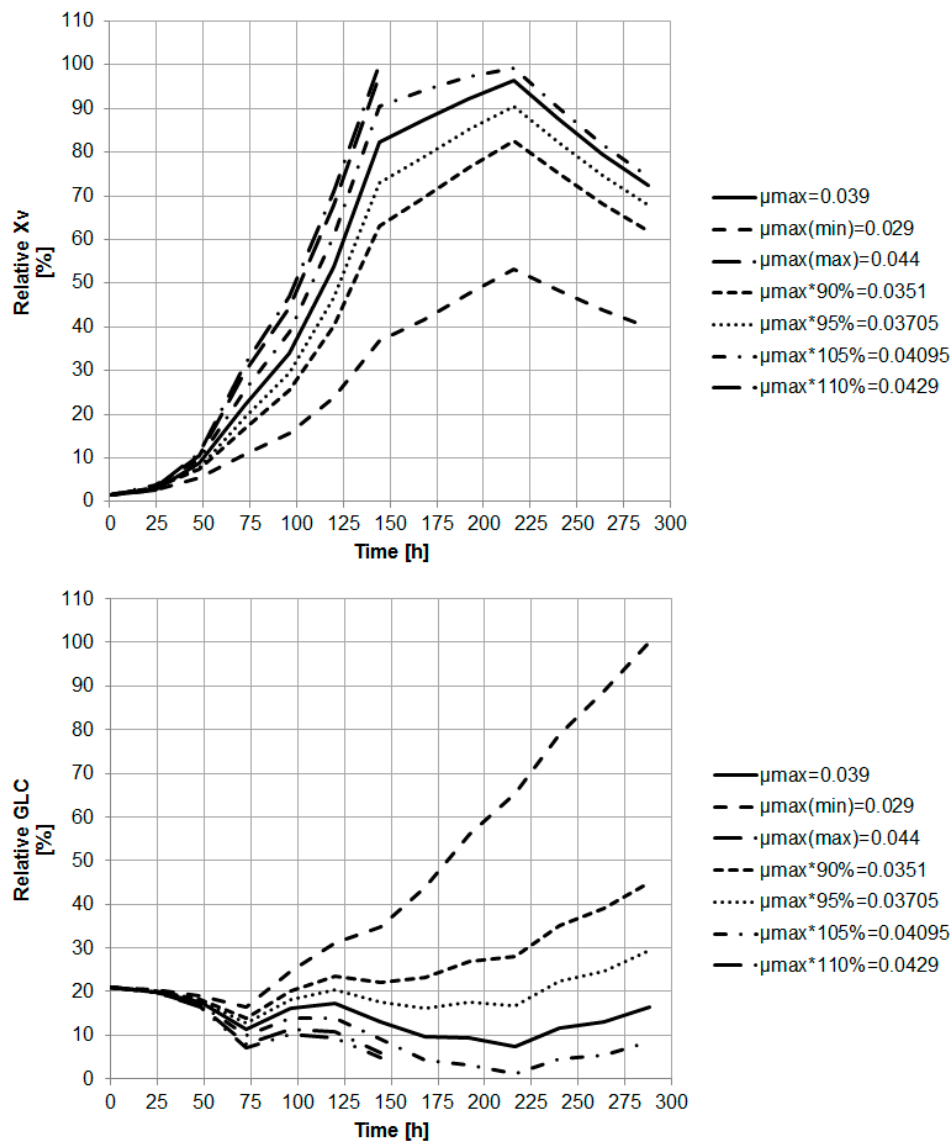 110
100
90
80
70
60
50
40
30
20
10
0
Relative Xv
[%]
0 25 50 75 100 125 150 175 200 225 250 275 300
Time [h]
μmax=0.039
μmax(min)=0.029
μmax(max)=0.044
μmax*90%=0.0351
μmax*95%=0.03705
μmax*105%=0.04095
μmax*110%=0.0429
110
100
90
80
70
60
50
40
30
20
10
0
Relative GLC
[%]
0 25 50 75 100 125 150 175 200 225 250 275 300
Time [h]
μmax=0.039
μmax(min)=0.029
μmax(max)=0.044
μmax*90%=0.0351
μmax*95%=0.03705
μmax*105%=0.04095
μmax*110%=0.0429